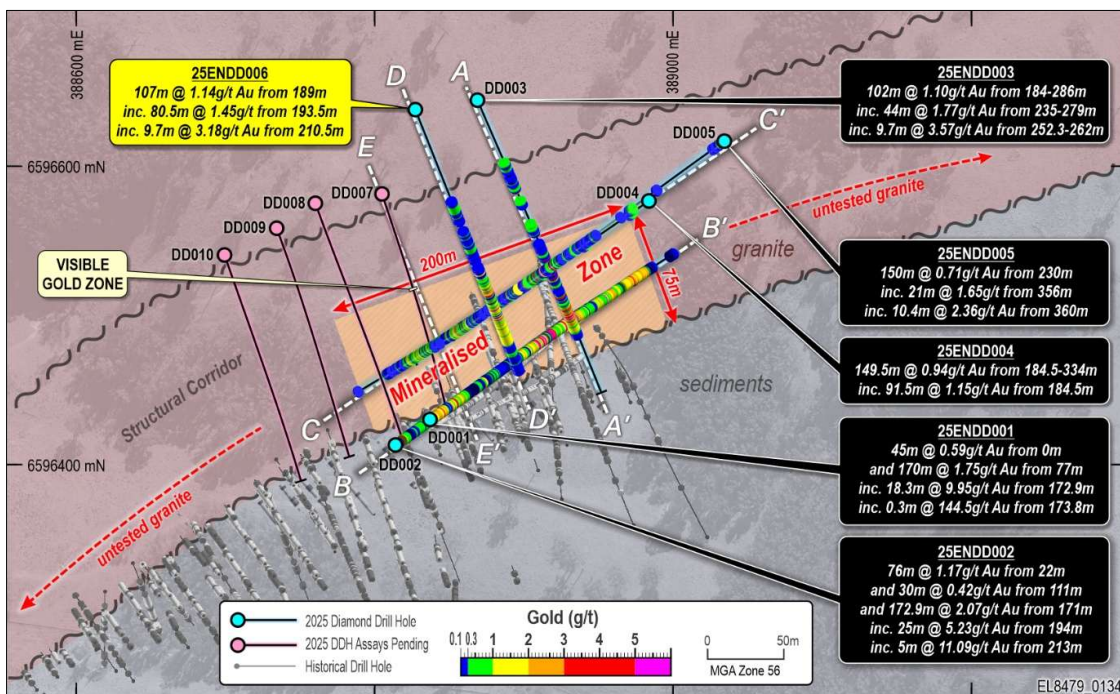 388600 mE
389000 mE
6596600 mN
6596400 mN
25ENDD006
107m @ 1.14g/t Au from 189m
inc. 80.5m @ 1.45g/t from 193.5m
inc. 9.7m @ 3.18g/t from 210.5m
25ENDD003
102m @ 1.10g/t Au from 184-286m
inc. 44m @ 1.77g/t Au from 235-279m
inc. 9.7m @ 3.57g/t Au from 252.3-262m
D
A
DD003
E
DD005
C'
DD004
DD007
DD008
DD009
DD010
untested granite
B'
granite
VISIBLE
GOLD ZONE
200m
75m
Mineralised Zone
sediments
Structural Corridor
25ENDD005
150m @ 0.71g/t Au from 230m
inc. 21m @ 1.65g/t from 356m
inc. 10.4m @ 2.36g/t Au from 360m
25ENDD004
149.5m @ 0.94g/t Au from 184.5-334m
inc. 91.5m @ 1.15g/t Au from 184.5m
C
DD001
DD002
B
E'
D'
A'
untested granite
25ENDD001
45m @ 0.59g/t Au from 0m
and 170m @ 1.75g/t Au from 77m
inc. 18.3m @ 9.95g/t Au from 172.9m
inc. 0.3m @ 144.5g/t Au from 173.8m
25ENDD002
76m @ 1.17g/t Au from 22m
and 30m @ 0.42g/t Au from 111m
and 172.9m @ 2.07g/t Au from 171m
inc. 25m @ 5.23g/t Au from 194m
inc. 5m @ 11.09g/t Au from 213m
2025 Diamond Drill Hole
2025 DDH Assays Pending
Historical Drill Hole
Gold (g/t)
0.1 0.3 1 2 3 4 5
0 50m
MGA Zone 56
EL8479_0134